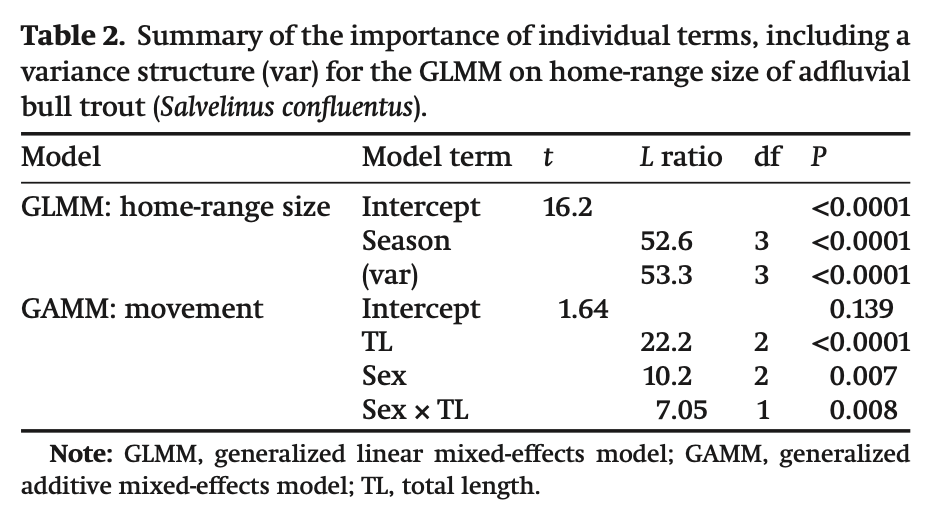 Table 2. Summary of the importance of individual terms, including a
variance structure (var) for the GLMM on home-range size of adfluvial
bull trout (Salvelinus confluentus).
Model Model term t L ratio df P
GLMM: home-range size Intercept 16.2 <0.0001
Season 52.6 3 <0.0001
(var) 53.3 3 <0.0001
GAMM: movement Intercept 1.64 0.139
TL 22.2 2 <0.0001
Sex 10.2 2 0.007
Sex × TL 7.05 1 0.008
Note: GLMM, generalized linear mixed-effects model; GAMM, generalized
additive mixed-effects model; TL, total length.